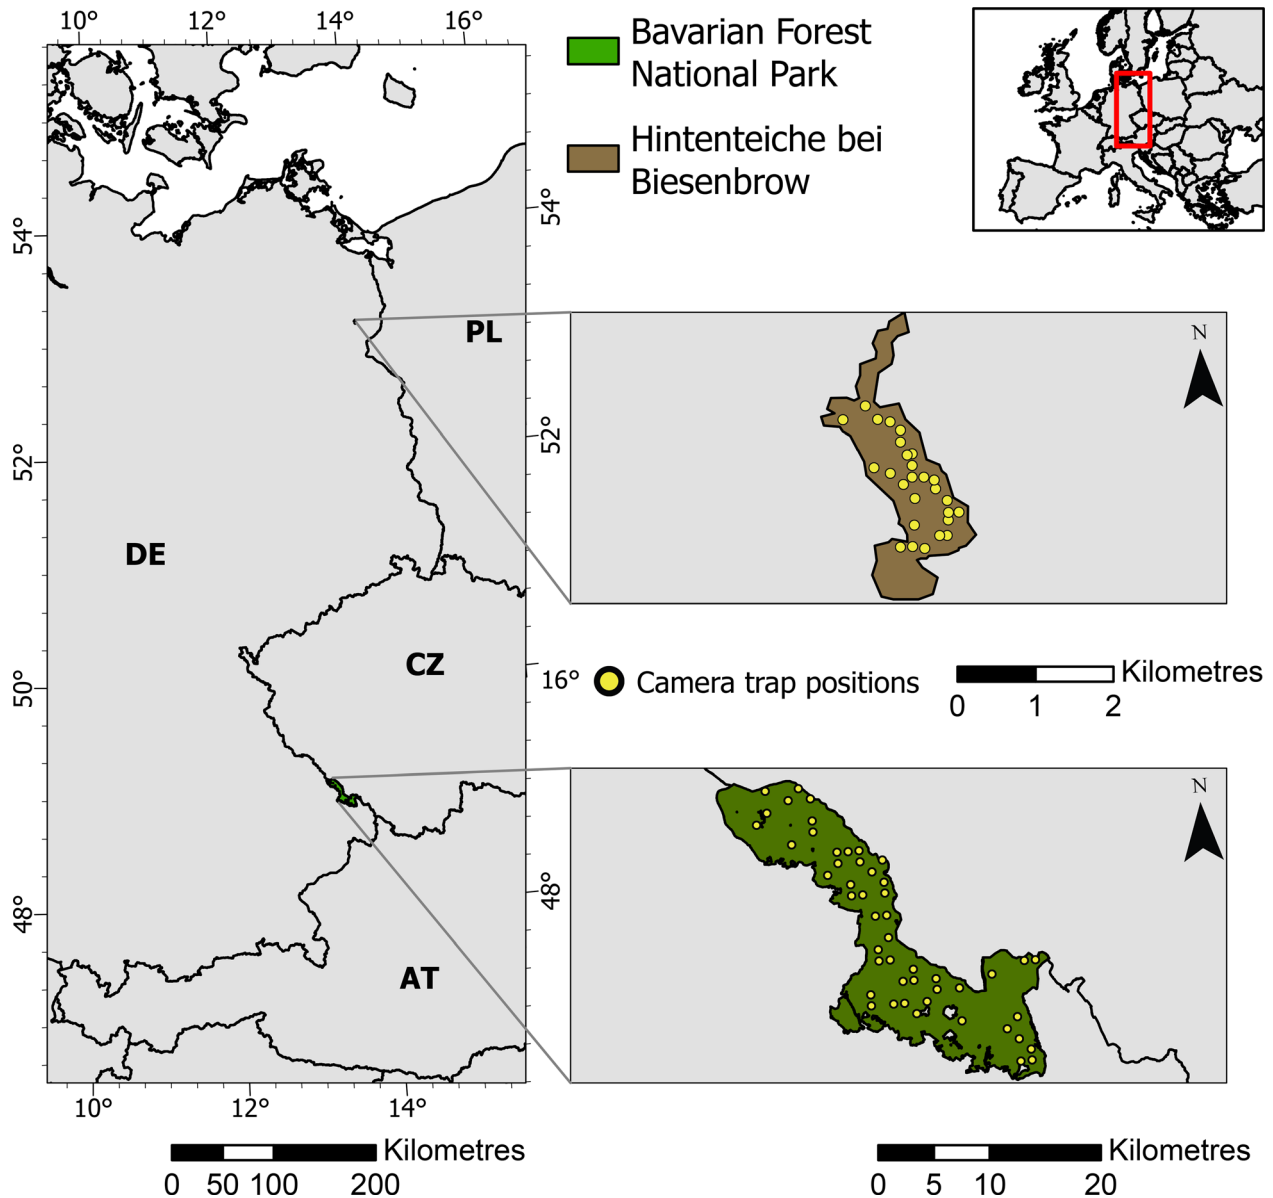 10° 12° 14° 16°
Bavarian Forest
National Park
Hintenteiche bei
Biesenbrow
54°
54°
PL
N
52°
52°
DE
CZ
50°
16°
Camera trap positions
Kilometres
0 1 2
N
48°
48°
AT
10° 12° 14°
Kilometres
0 50 100 200
Kilometres
0 5 10 20